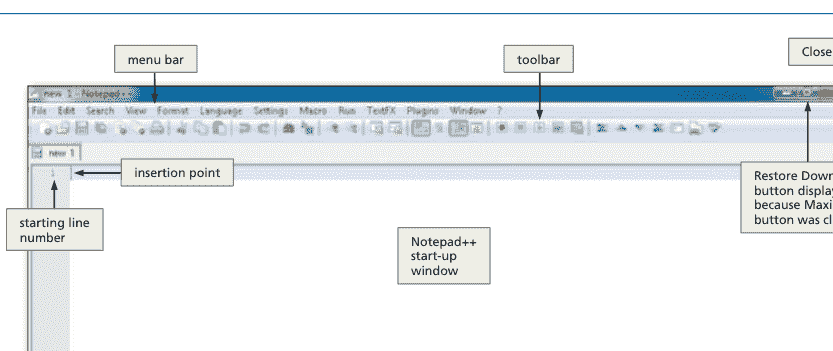 menu bar
toolbar
Close
new 1 - Notepad++
File Edit Search View Format Language Settings Macro Run TextFX Plugins Window ?
new 1
1
insertion point
starting line
number
Notepad++
start-up
window
Restore Down
button display
because Maxi
button was cl